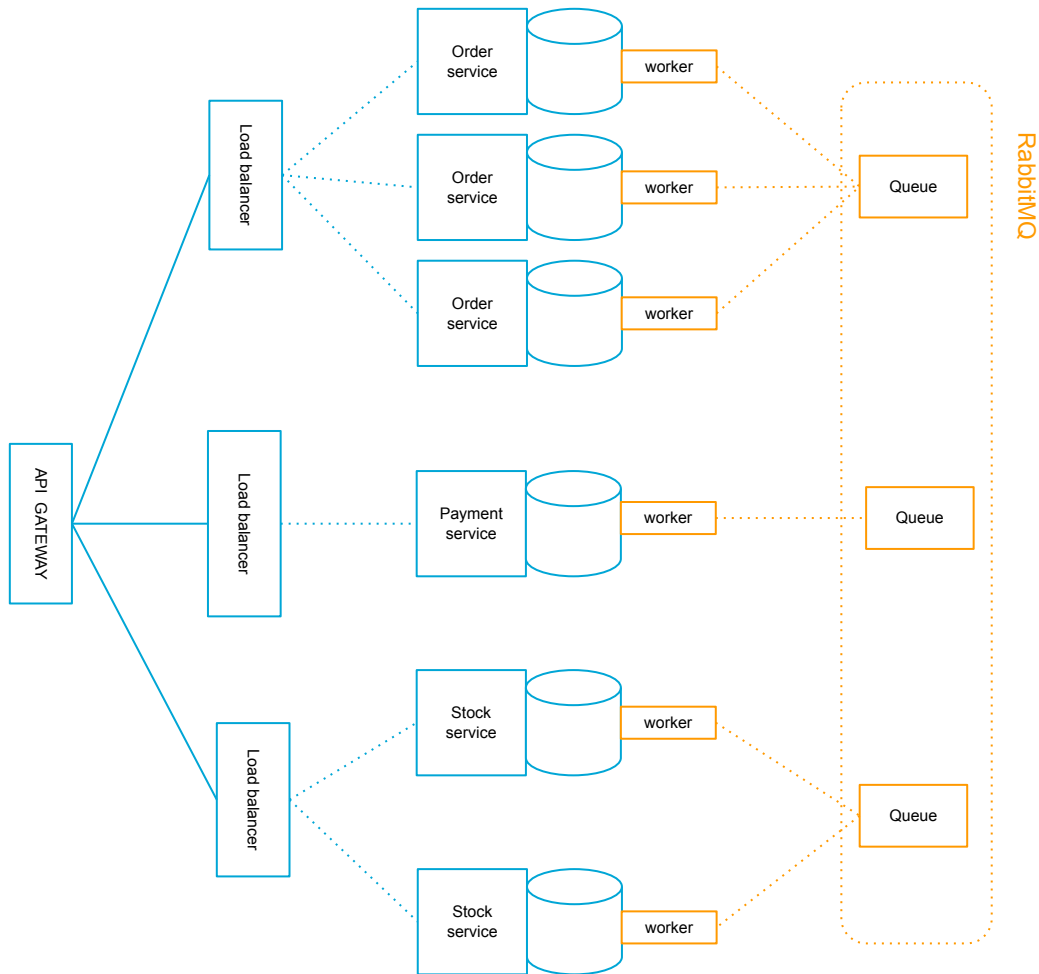 Order
service
worker
Load balancer
RabbitMQ
Order
service
worker
Queue
Order
service
worker
API GATEWAY
Load balancer
Payment
service
worker
Queue
Stock
service
worker
Load balancer
Queue
Stock
service
worker